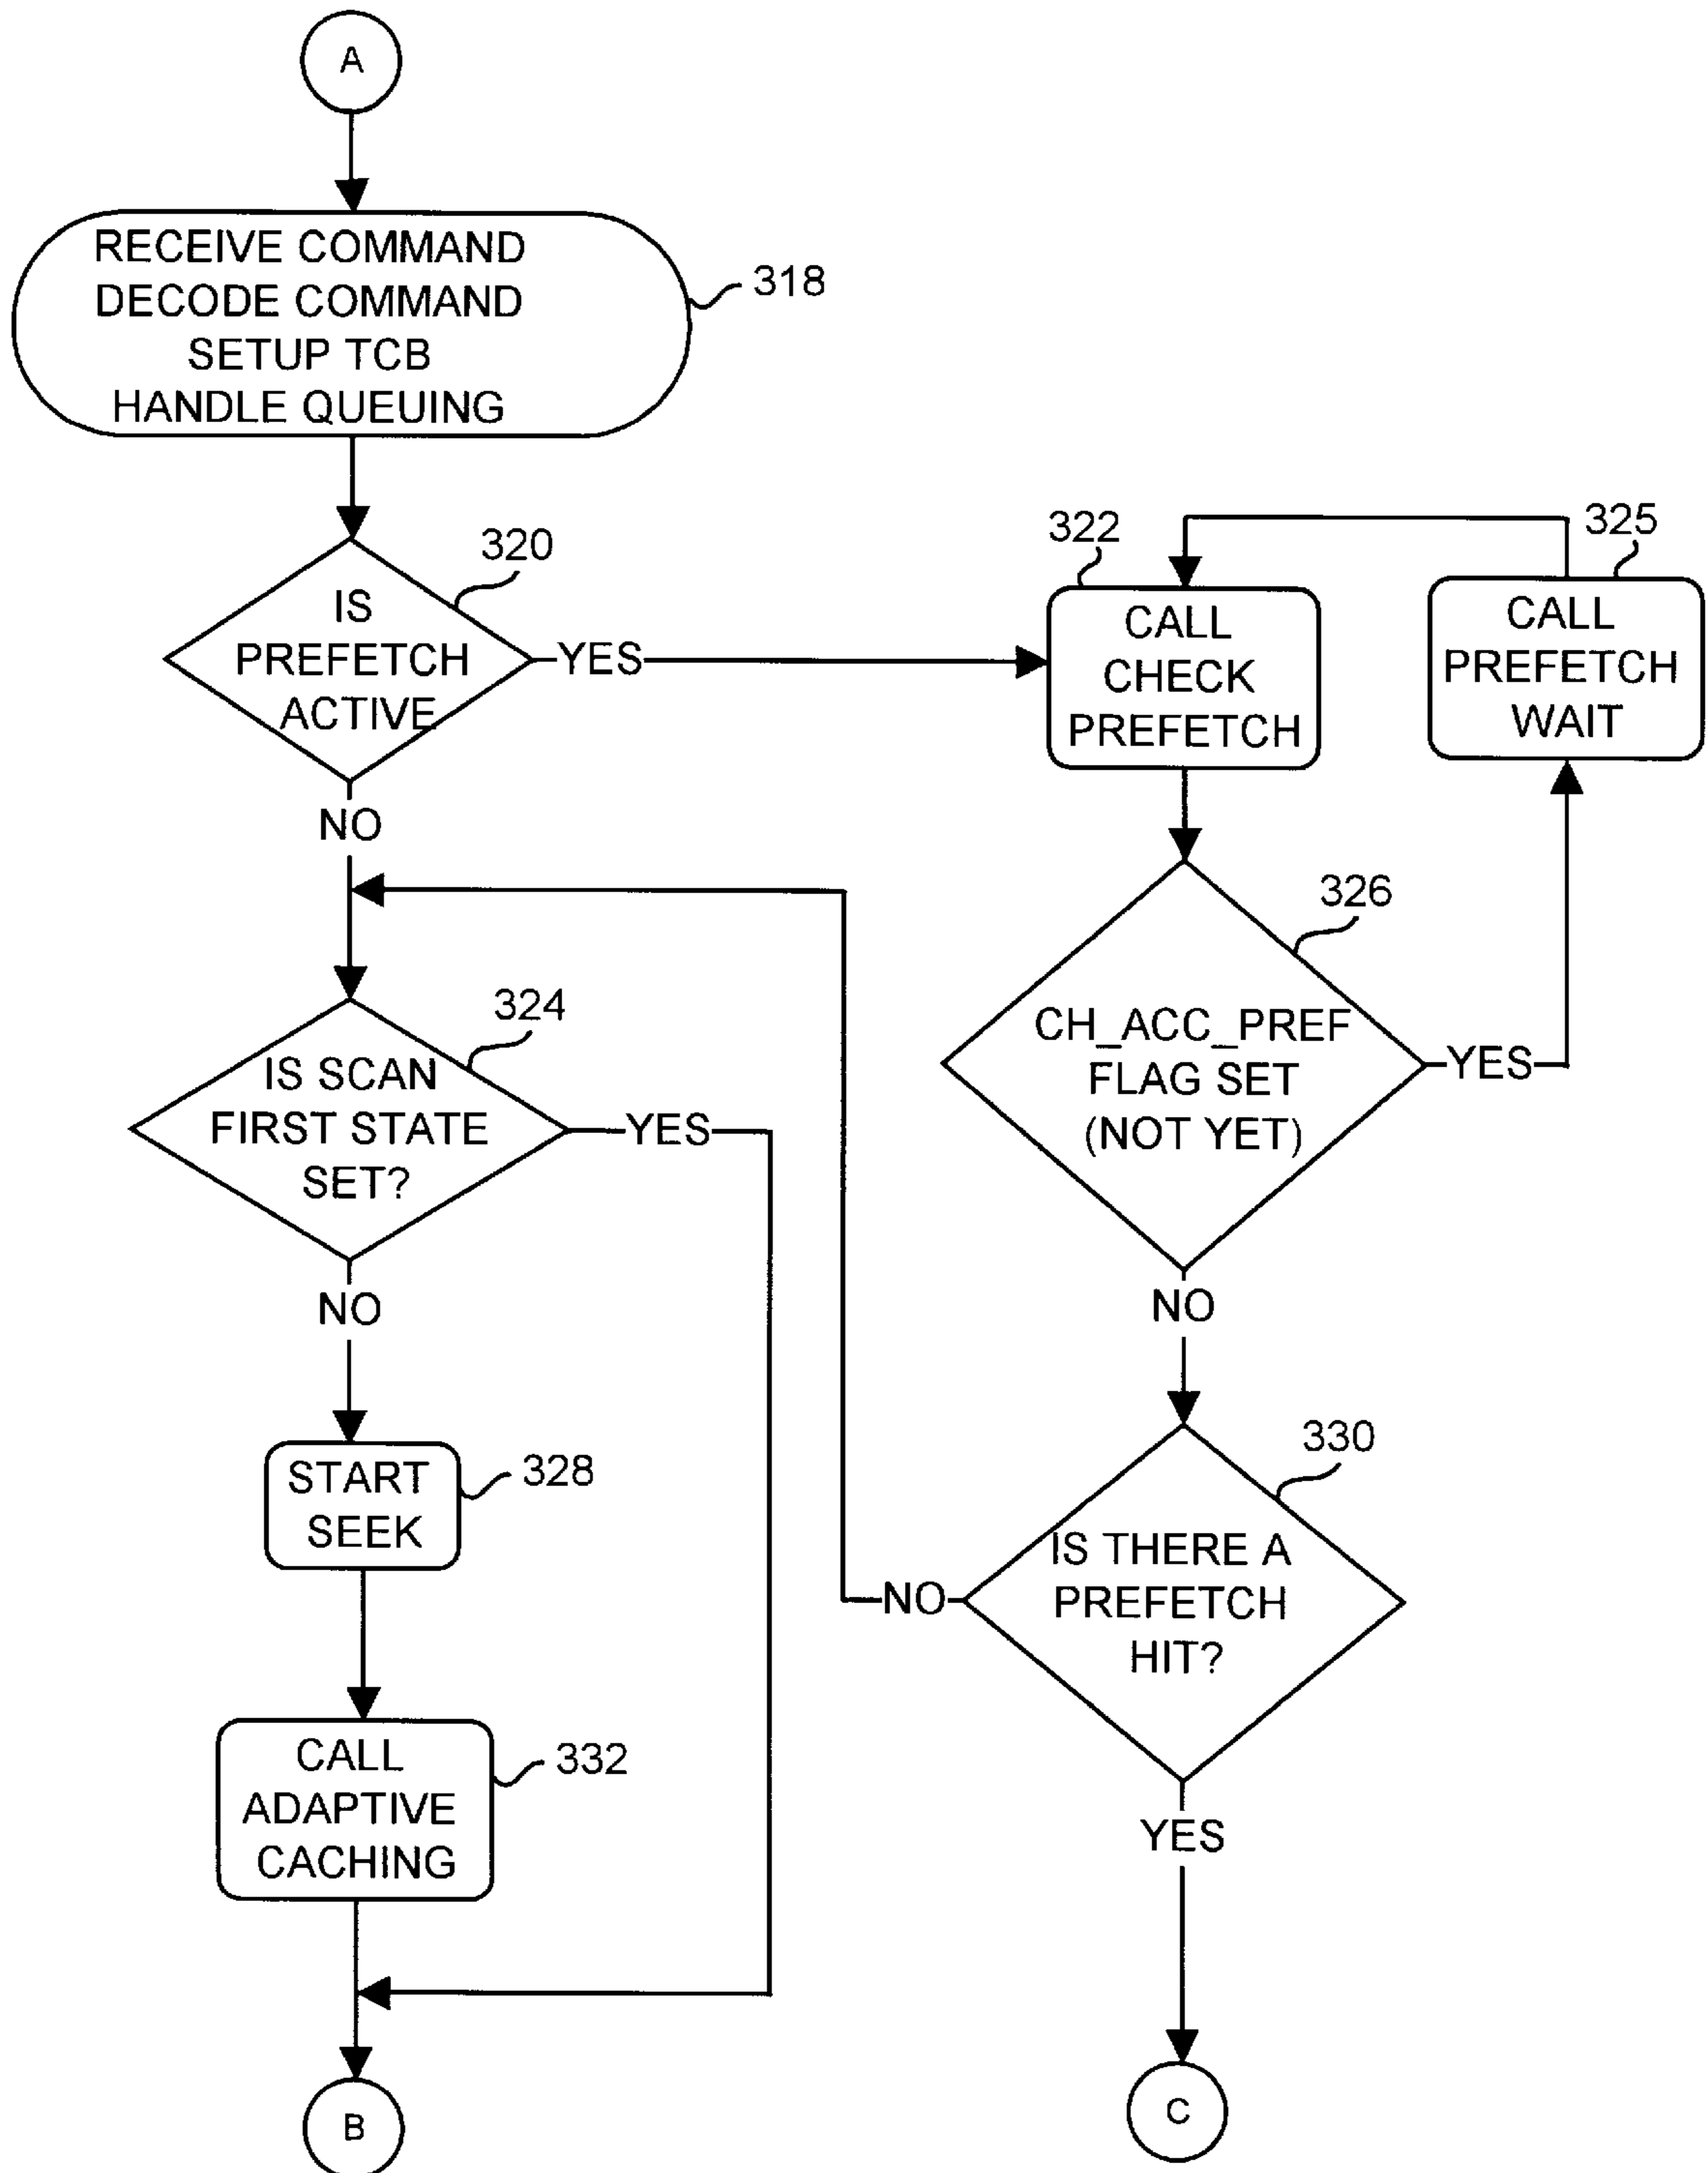 A
RECEIVE COMMAND
DECODE COMMAND
SETUP TCB
HANDLE QUEUING
318
320
IS
PREFETCH
ACTIVE
YES
NO
322
CALL
CHECK
PREFETCH
325
CALL
PREFETCH
WAIT
326
CH_ACC_PREF
FLAG SET
(NOT YET)
YES
NO
324
IS SCAN
FIRST STATE
SET?
YES
NO
328
START
SEEK
330
IS THERE A
PREFETCH
HIT?
NO
YES
332
CALL
ADAPTIVE
CACHING
B
C